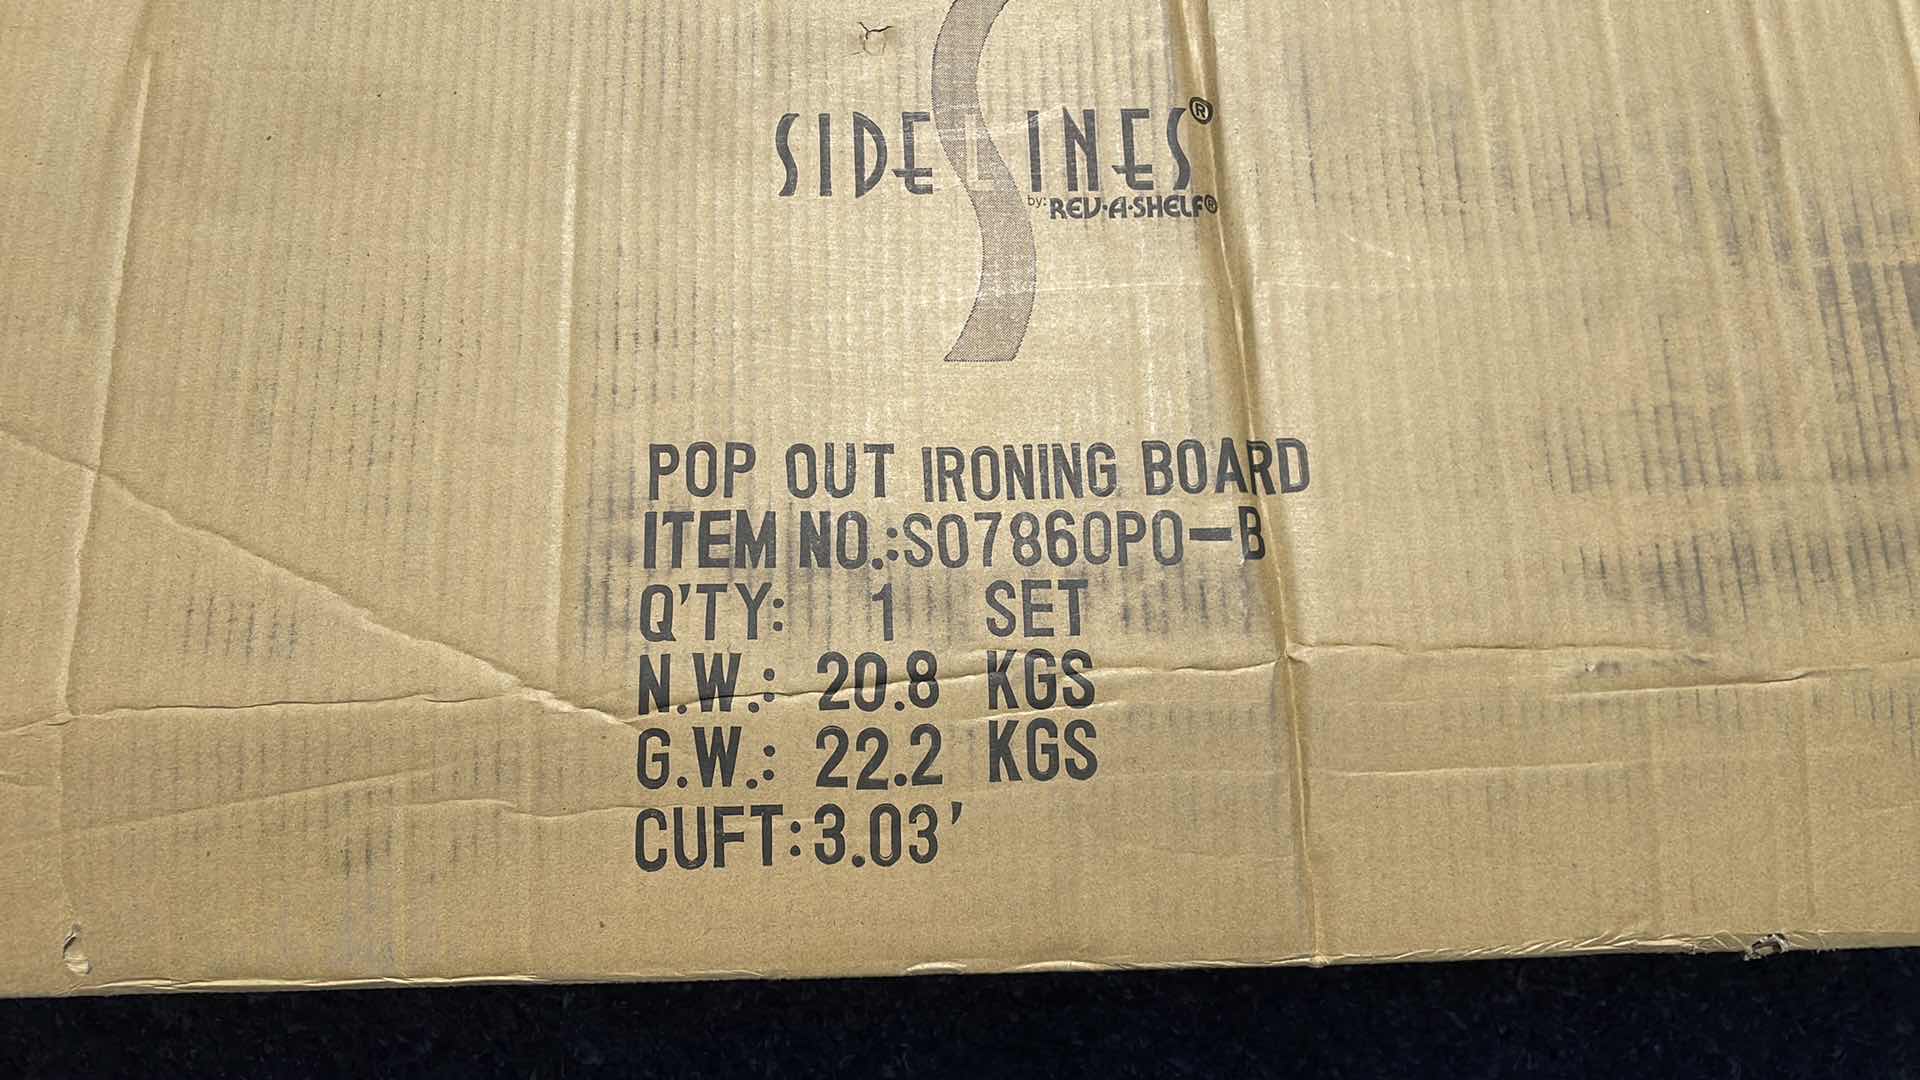 SIDELINES®
by: REV-A-SHELF®
POP OUT IRONING BOARD
ITEM NO.:S07860PO-B
Q'TY: 1 SET
N.W.: 20.8 KGS
G.W.: 22.2 KGS
CUFT:3.03'